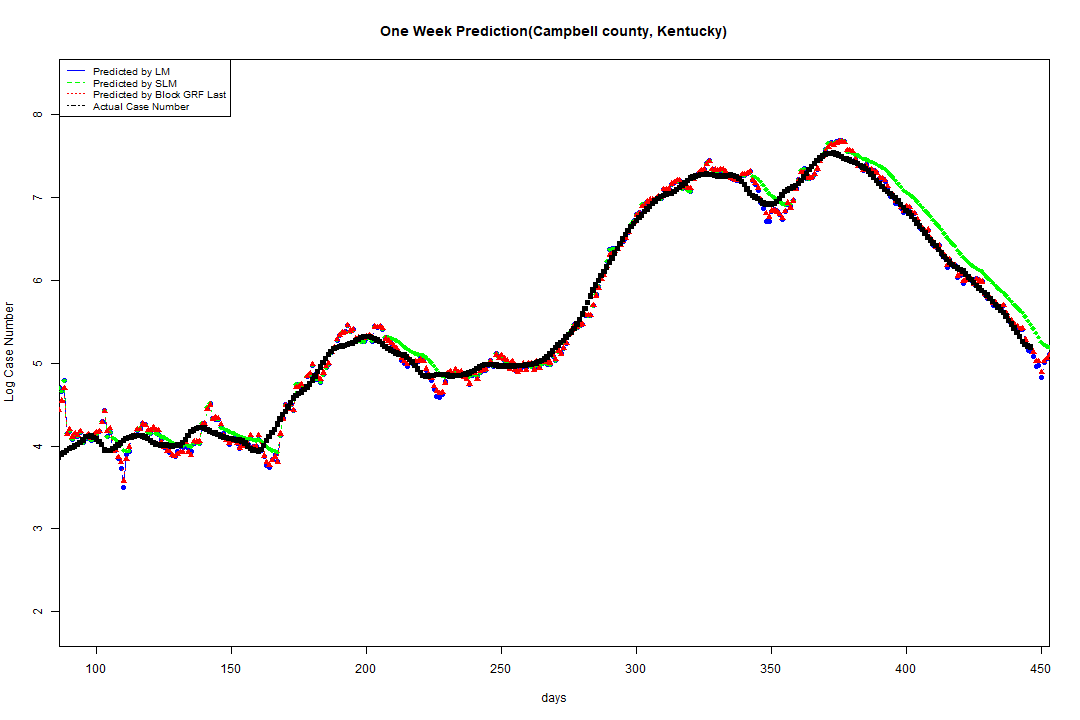 One Week Prediction(Campbell county, Kentucky)
Predicted by LM
Predicted by SLM
Predicted by Block GRF Last
Actual Case Number
8
7
6
5
4
3
2
Log Case Number
100 150 200 250 300 350 400 450
days